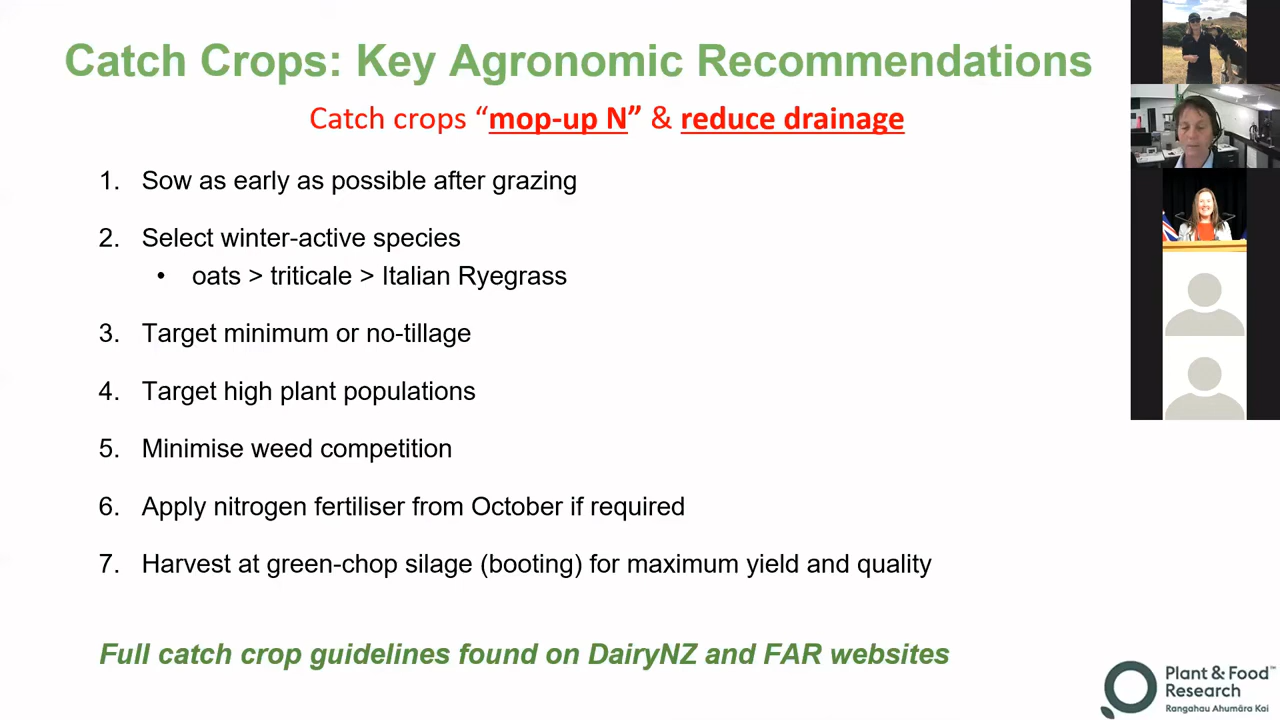 Catch Crops: Key Agronomic Recommendations
Catch crops “mop-up N” & reduce drainage
1. Sow as early as possible after grazing
2. Select winter-active species
• oats > triticale > Italian Ryegrass
3. Target minimum or no-tillage
4. Target high plant populations
5. Minimise weed competition
6. Apply nitrogen fertiliser from October if required
7. Harvest at green-chop silage (booting) for maximum yield and quality
Full catch crop guidelines found on DairyNZ and FAR websites
Plant & Food™
Research
Rangahau Ahumāra Kai